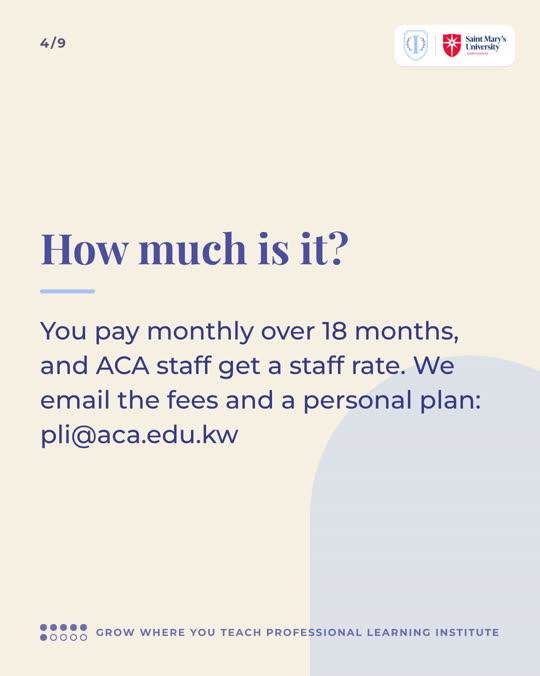 4/9
Saint Mary's
University
How much is it?
You pay monthly over 18 months,
and ACA staff get a staff rate. We
email the fees and a personal plan:
pli@aca.edu.kw
GROW WHERE YOU TEACH PROFESSIONAL LEARNING INSTITUTE